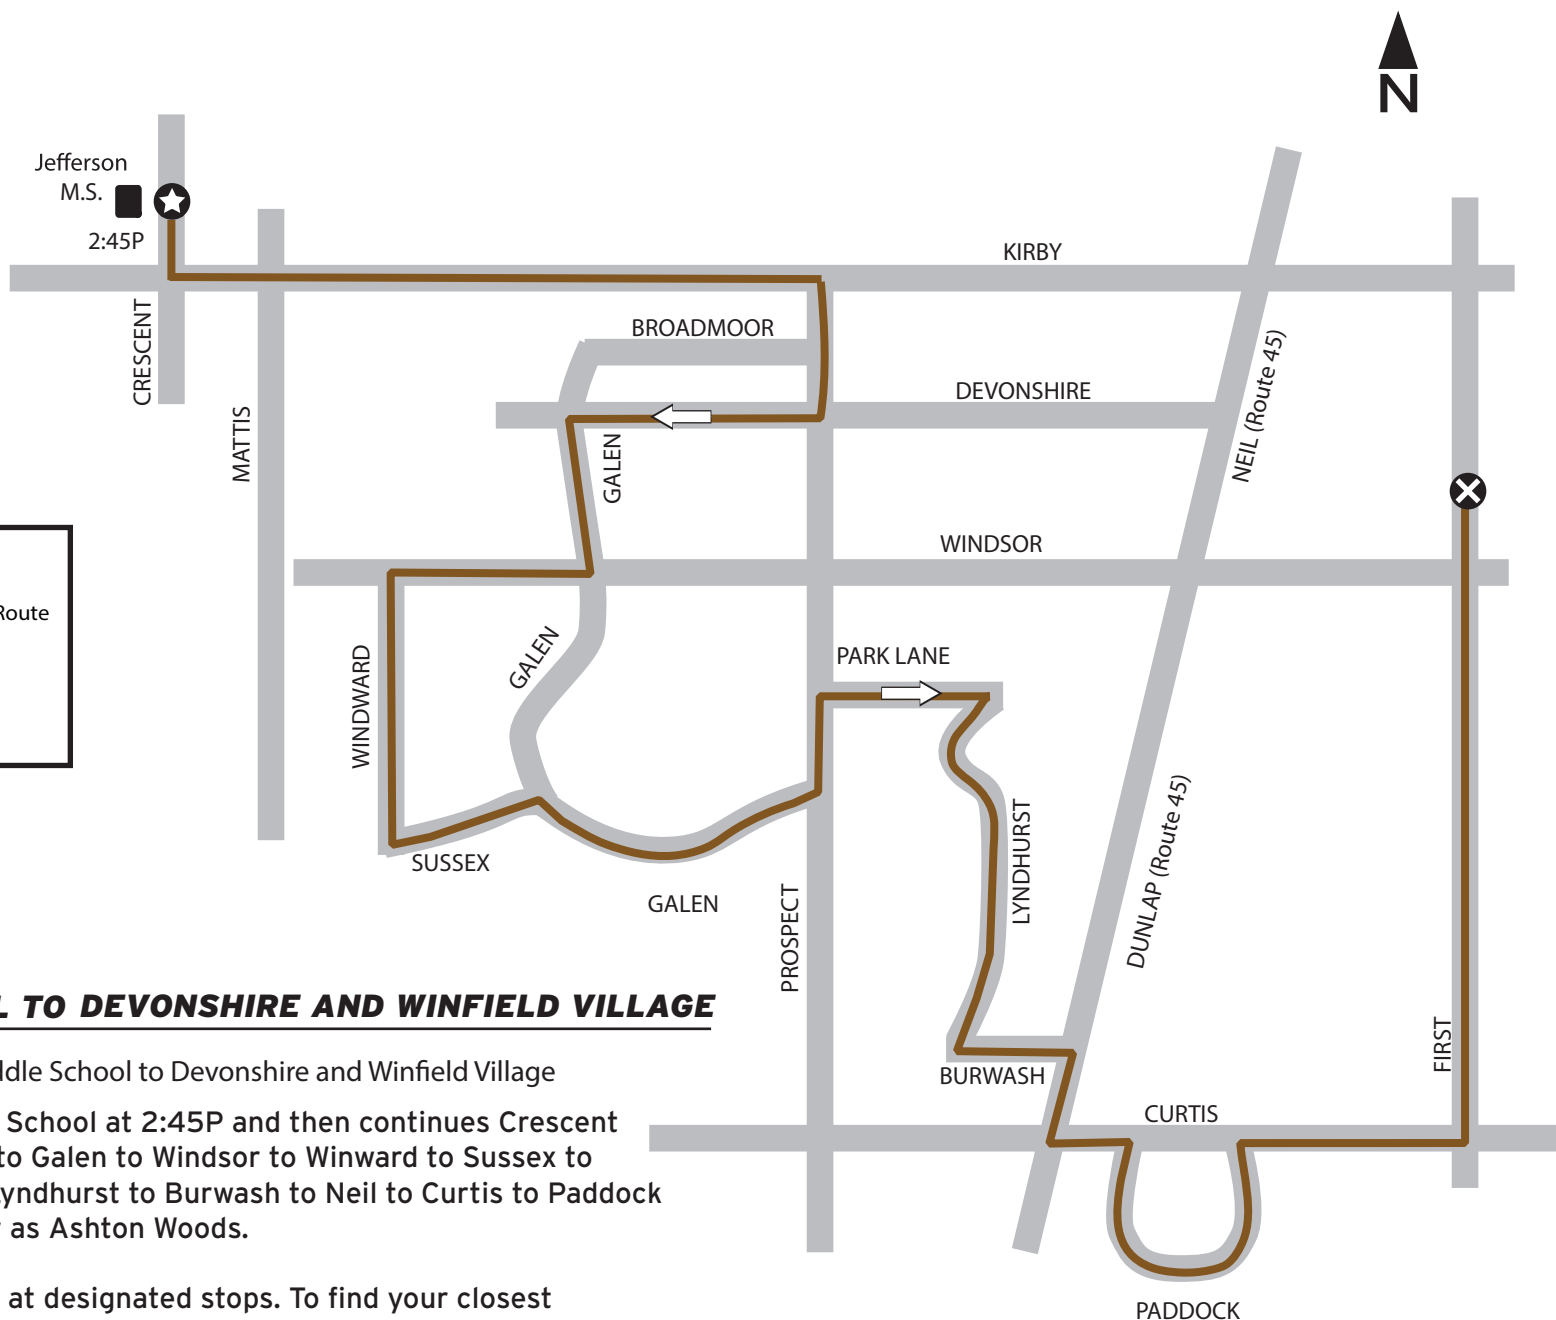 N
Jefferson
M.S.
2:45P
KIRBY
CRESCENT
BROADMOOR
NEIL (Route 45)
DEVONSHIRE
MATTIS
GALEN
WINDSOR
Route
GALEN
PARK LANE
WINDWARD
DUNLAP (Route 45)
LYNDHURST
SUSSEX
GALEN
PROSPECT
TO DEVONSHIRE AND WINFIELD VILLAGE
ddle School to Devonshire and Winfield Village
FIRST
BURWASH
School at 2:45P and then continues Crescent
CURTIS
to Galen to Windsor to Winward to Sussex to
Lyndhurst to Burwash to Neil to Curtis to Paddock
as Ashton Woods.
at designated stops. To find your closest
PADDOCK